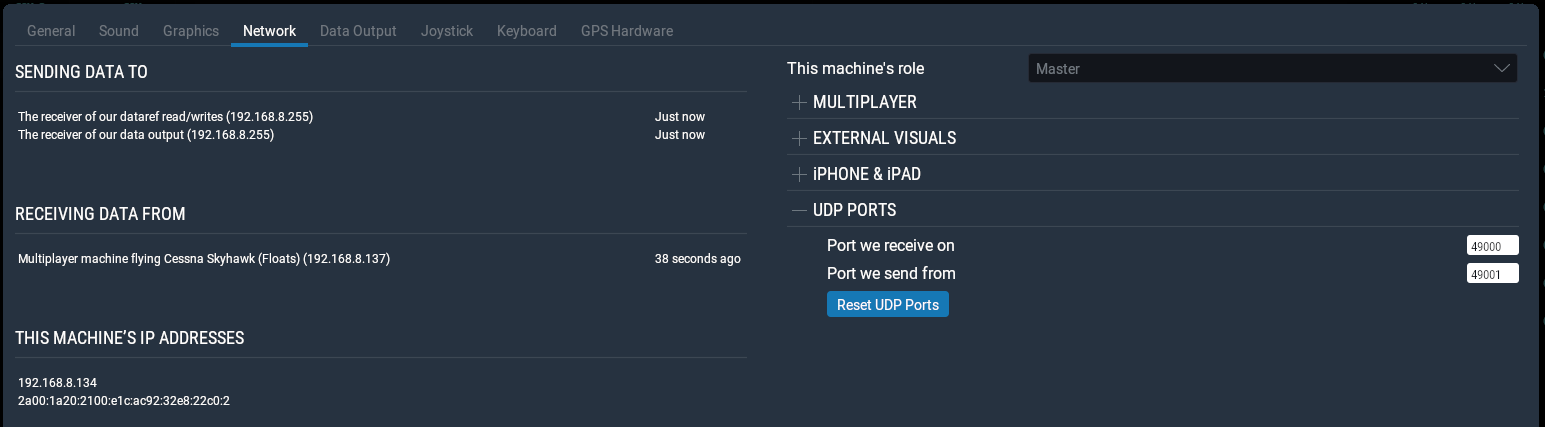 General Sound Graphics Network Data Output Joystick Keyboard GPS Hardware
SENDING DATA TO
The receiver of our dataref read/writes (192.168.8.255) Just now
The receiver of our data output (192.168.8.255) Just now
RECEIVING DATA FROM
Multiplayer machine flying Cessna Skyhawk (Floats) (192.168.8.137) 38 seconds ago
THIS MACHINE'S IP ADDRESSES
192.168.8.134
2a00:1a20:2100:e1c:ac92:32e8:22c0:2
This machine's role Master
MULTIPLAYER
EXTERNAL VISUALS
iPHONE & iPAD
UDP PORTS
Port we receive on 49000
Port we send from 49001
Reset UDP Ports